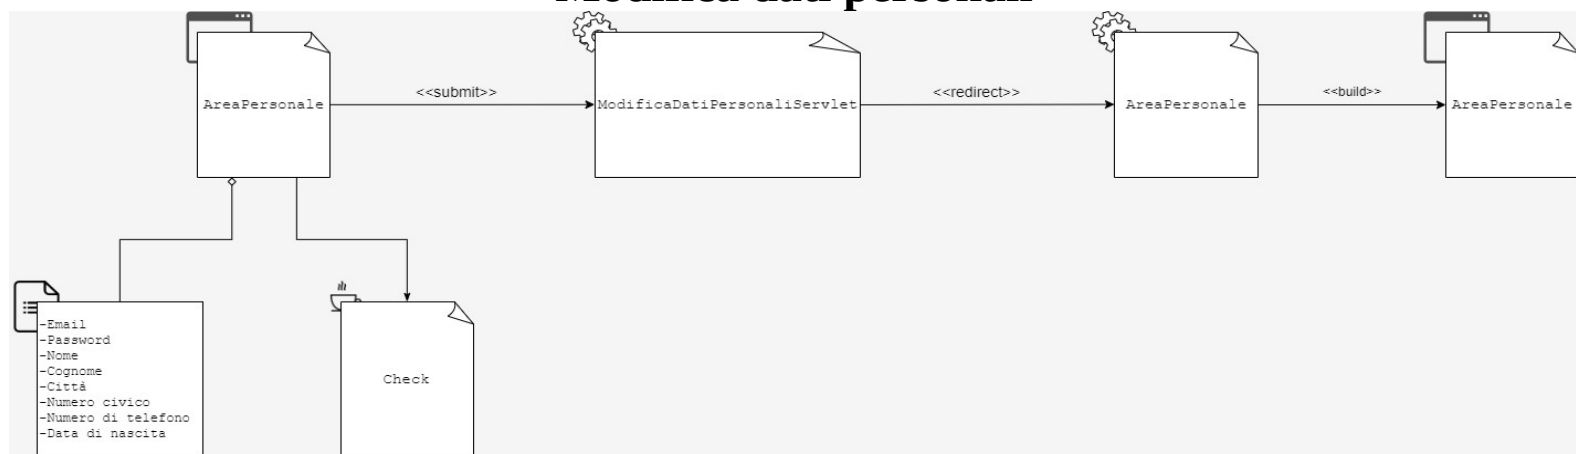 Modifica dati personali
AreaPersonale
<<submit>>
ModificaDatiPersonaliServlet
<<redirect>>
AreaPersonale
<<build>>
AreaPersonale
-Email
-Password
-Nome
-Cognome
-Città
-Numero civico
-Numero di telefono
-Data di nascita
Check